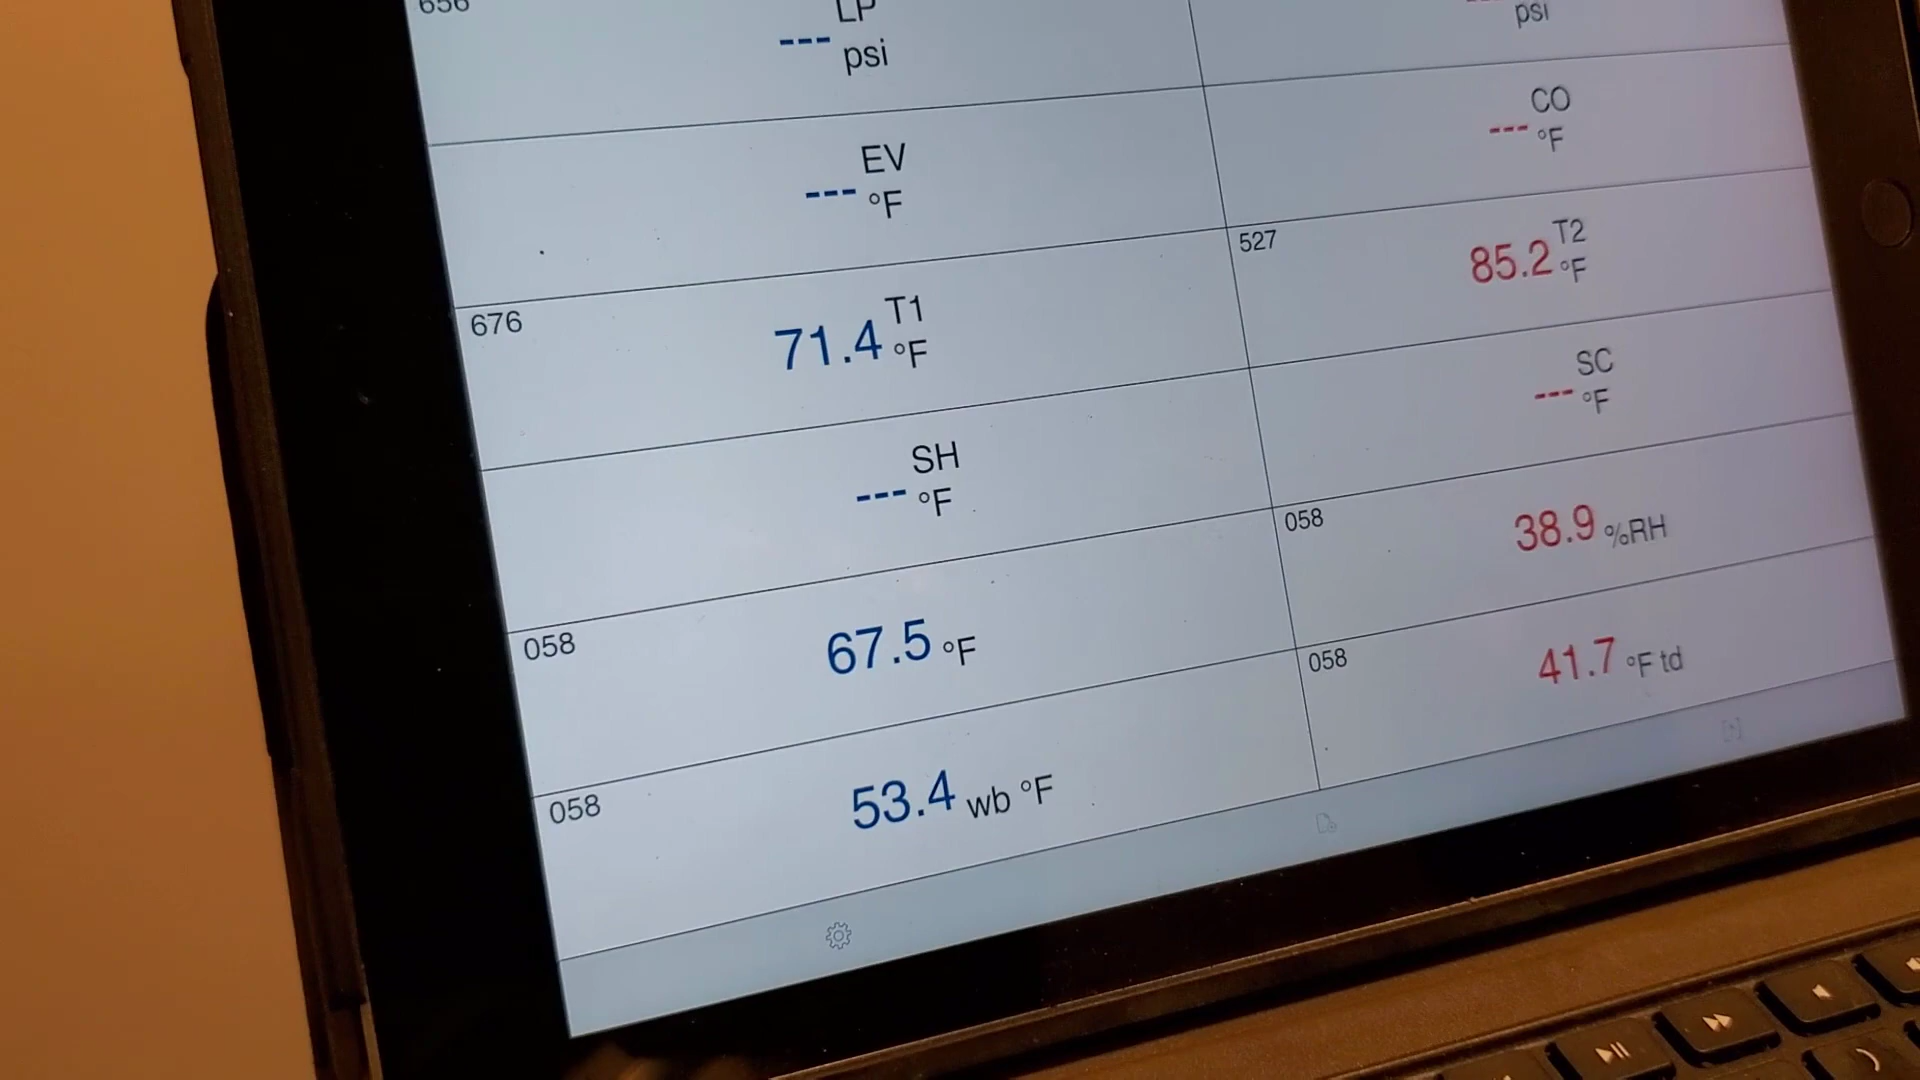 LP
--- psi
psi
EV
--- °F
CO
--- °F
676
T1
71.4 °F
527
T2
85.2 °F
SH
--- °F
SC
--- °F
058
67.5 °F
058
38.9 %RH
058
53.4 wb °F
058
41.7 °F td